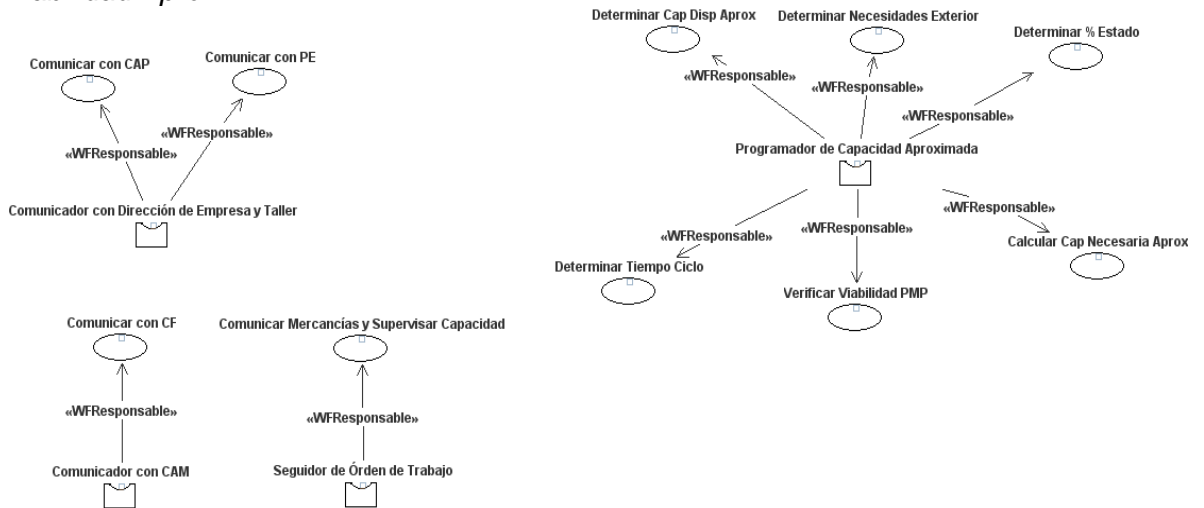 Determinar Cap Disp Aprox
Determinar Necesidades Exterior
Determinar % Estado
Comunicar con CAP
Comunicar con PE
«WFResponsable»
«WFResponsable»
«WFResponsable»
«WFResponsable»
«WFResponsable»
Programador de Capacidad Aproximada
Comunicador con Dirección de Empresa y Taller
«WFResponsable»
«WFResponsable»
«WFResponsable»
Calcular Cap Necesaria Aprox
Determinar Tiempo Ciclo
Verificar Viabilidad PMP
Comunicar con CF
Comunicar Mercancías y Supervisar Capacidad
«WFResponsable»
«WFResponsable»
Comunicador con CAM
Seguidor de Órden de Trabajo